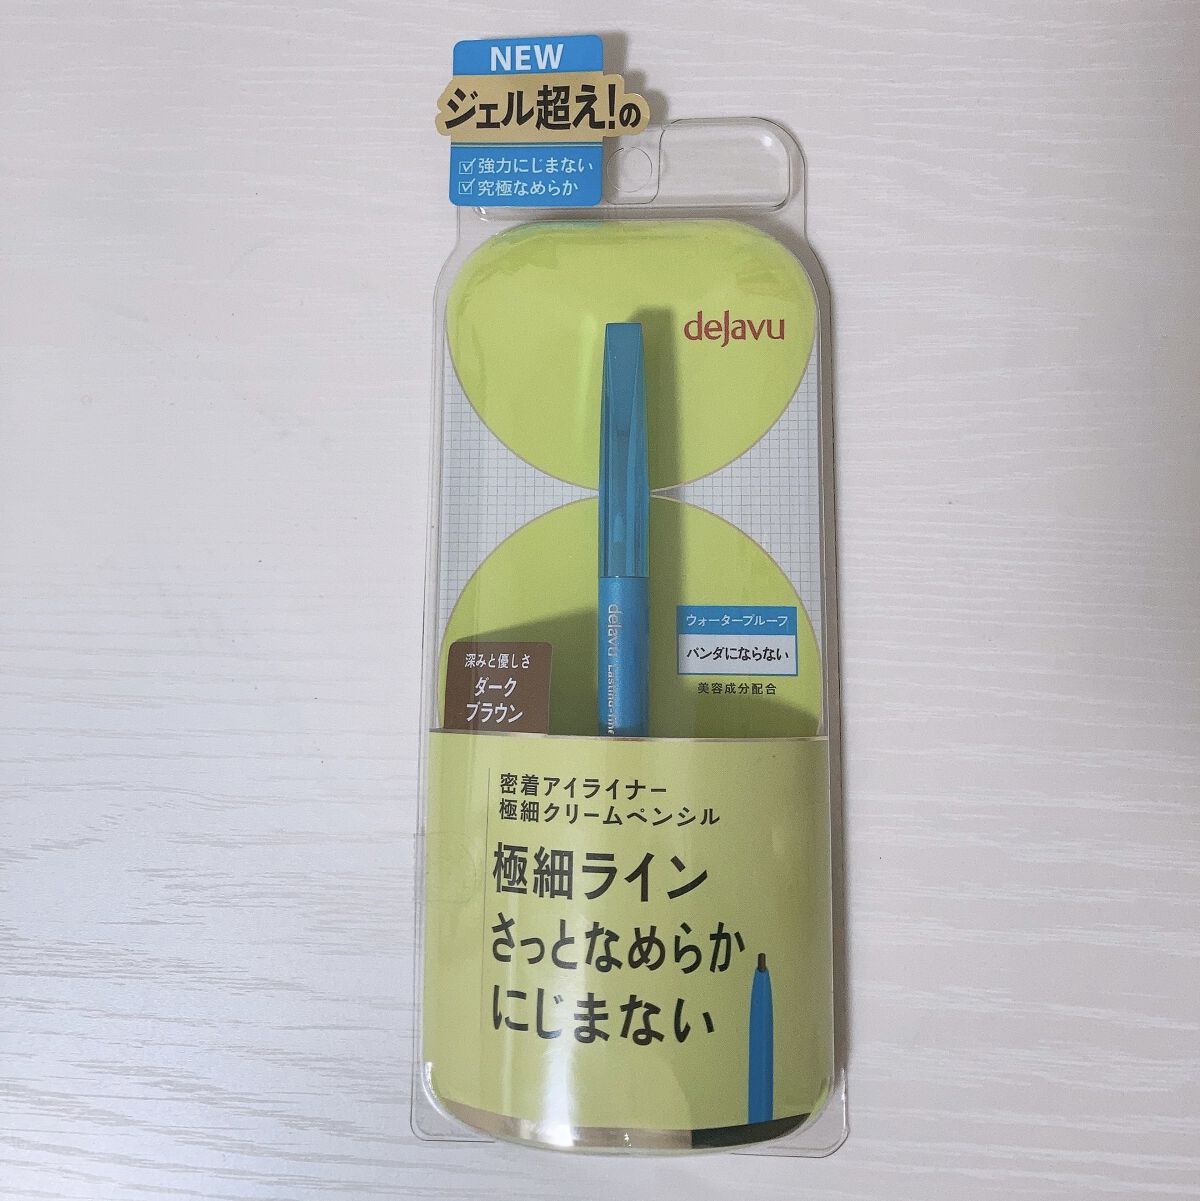 NEW
ジェル超え!の
強力にじまない
究極なめらか
deJavu
dejavu
ウォータープルーフ
パンダにならない
美容成分配合
深みと優しさ
ダーク
ブラウン
密着アイライナー
極細クリームペンシル
極細ライン
さっとなめらか
にじまない